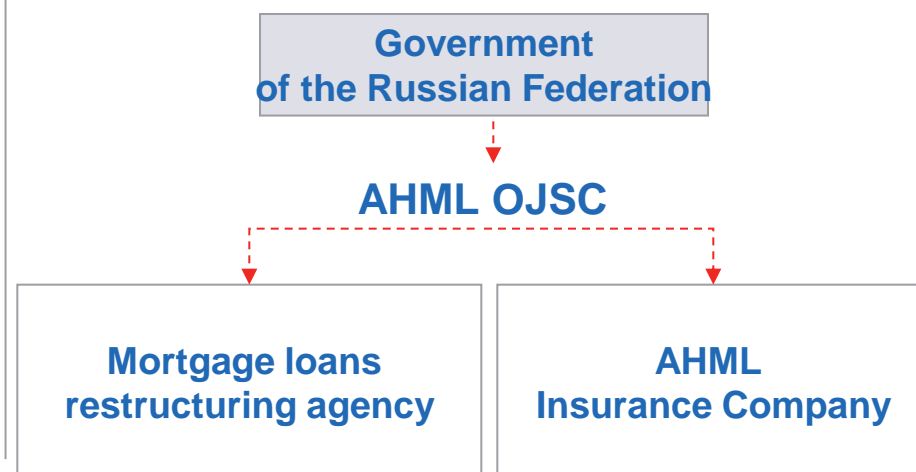 Government
of the Russian Federation
AHML OJSC
Mortgage loans
restructuring agency
AHML
Insurance Company